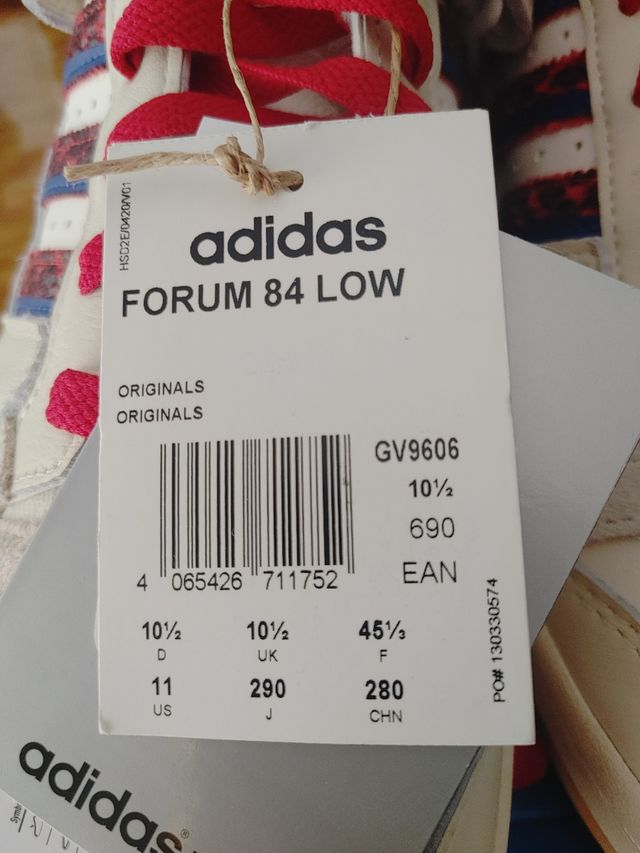 HSC2E/0420/V01
adidas
FORUM 84 LOW
ORIGINALS
ORIGINALS
GV9606
10½
690
EAN
4 065426 711752
10½ 10½ 45⅓
D UK F
11 290 280
US J CHN
PO# 130330574
adidas®